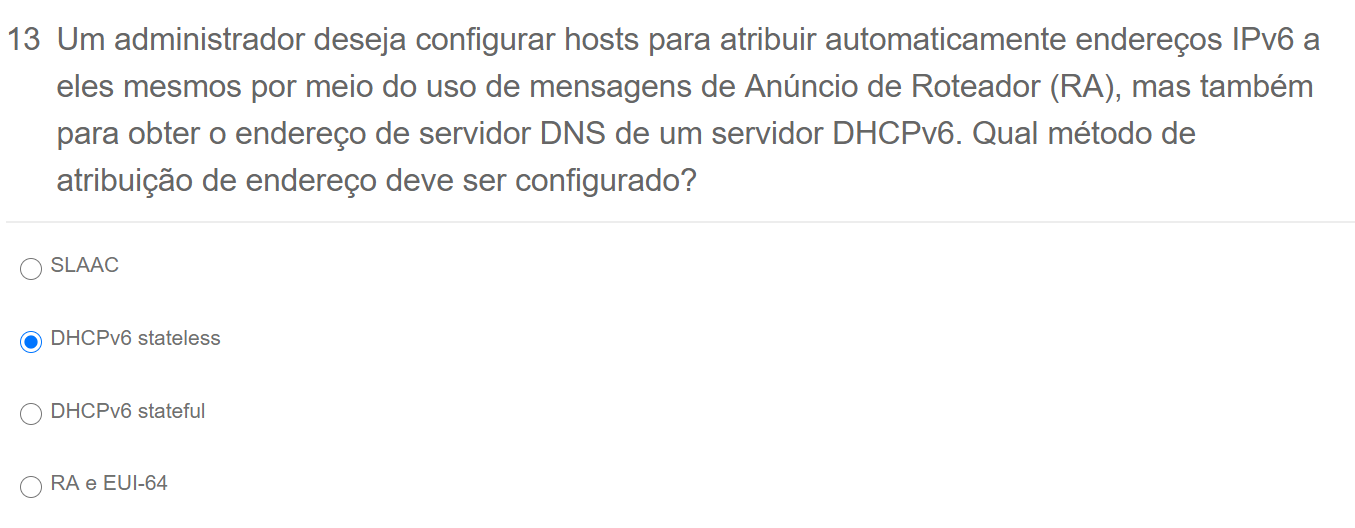 13 Um administrador deseja configurar hosts para atribuir automaticamente endereços IPv6 a
eles mesmos por meio do uso de mensagens de Anúncio de Roteador (RA), mas também
para obter o endereço de servidor DNS de um servidor DHCPv6. Qual método de
atribuição de endereço deve ser configurado?
SLAAC
DHCPv6 stateless
DHCPv6 stateful
RA e EUI-64